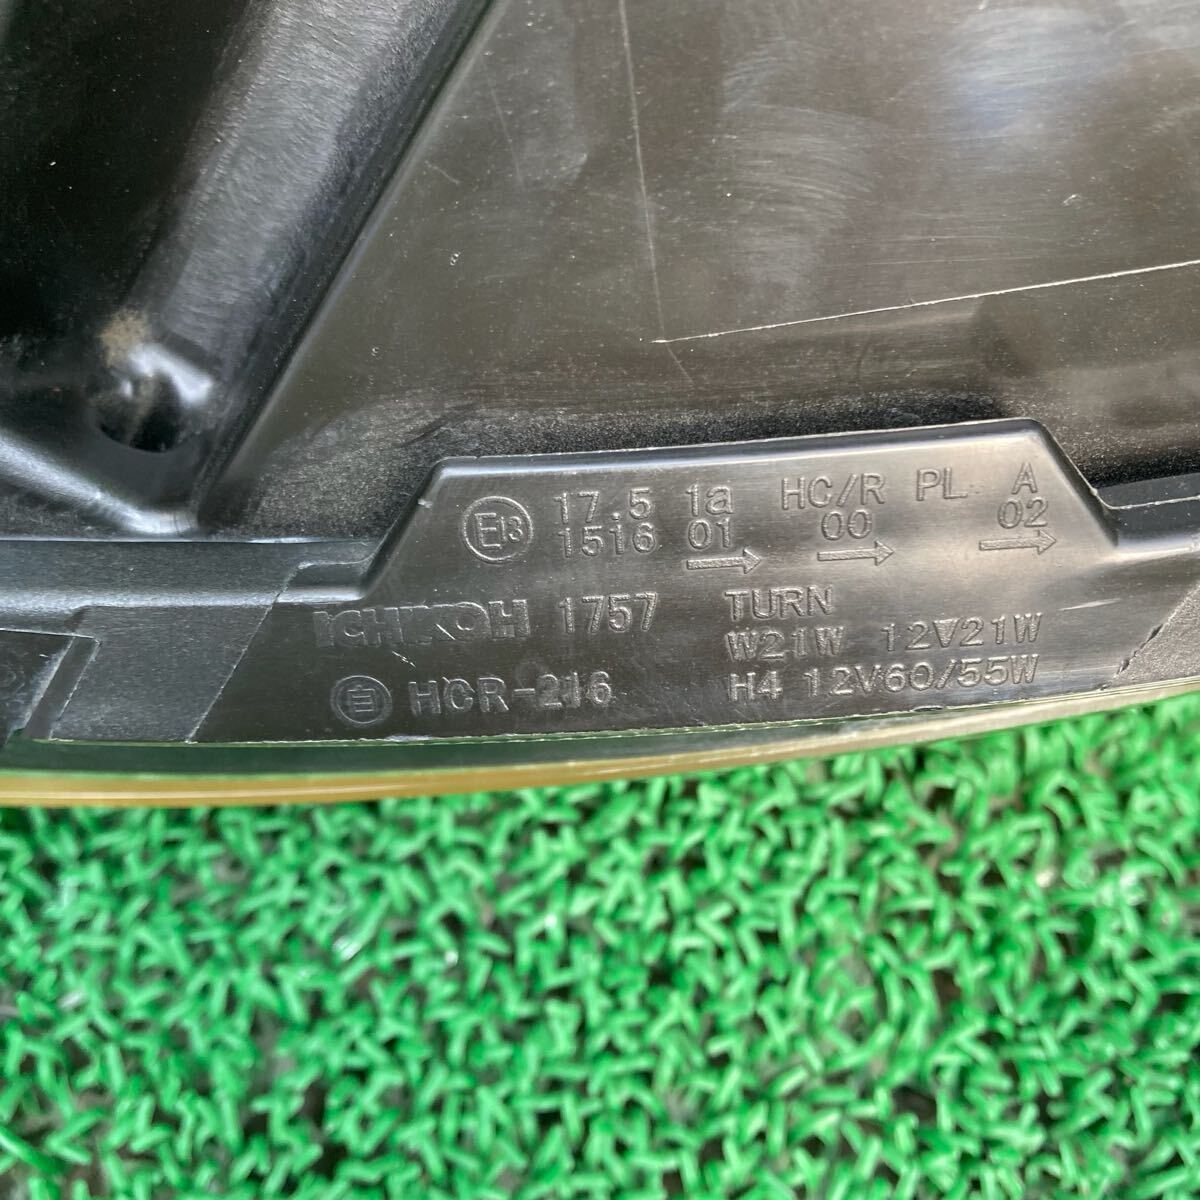 E13 17.5 1a HC/R PL A
1516 01 → 00 → 02 →
ICHIKOH 1757 TURN
W21W 12V21W
自 HCR-216 H4 12V60/55W